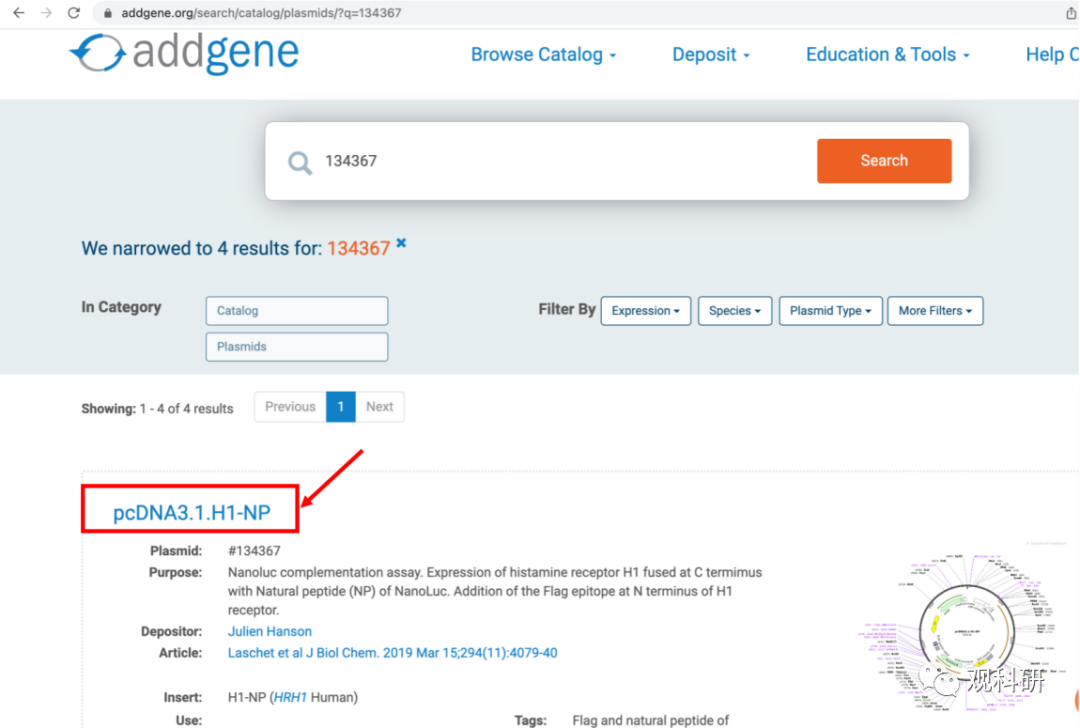 addgene.org/search/catalog/plasmids/?q=134367
addgene
Browse Catalog
Deposit
Education & Tools
Help C
134367
Search
We narrowed to 4 results for: 134367 ×
In Category
Catalog
Plasmids
Filter By
Expression
Species
Plasmid Type
More Filters
Showing: 1 - 4 of 4 results
Previous
1
Next
pcDNA3.1.H1-NP
Plasmid: #134367
Purpose: Nanoluc complementation assay. Expression of histamine receptor H1 fused at C termimus
with Natural peptide (NP) of NanoLuc. Addition of the Flag epitope at N terminus of H1
receptor.
Depositor: Julien Hanson
Article: Laschet et al J Biol Chem. 2019 Mar 15;294(11):4079-40
Insert: H1-NP (HRH1 Human)
Use:
Tags: Flag and natural peptide of
观科研